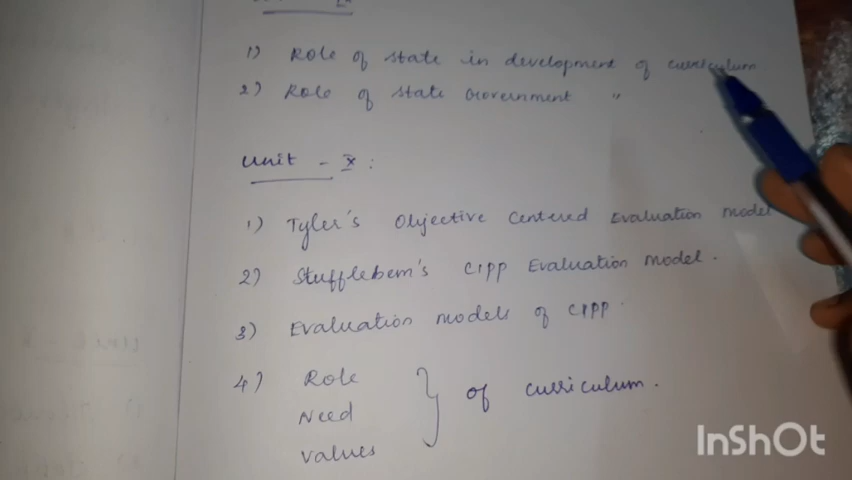 1) Role of state in development of curriculum
2) Role of state Government "
Unit - X :
1) Tyler's Objective Centered Evaluation Model
2) Stufflebem's CIPP Evaluation Model.
3) Evaluation models of CIPP.
4) Role
Need
Values
} of curriculum.
InShOt